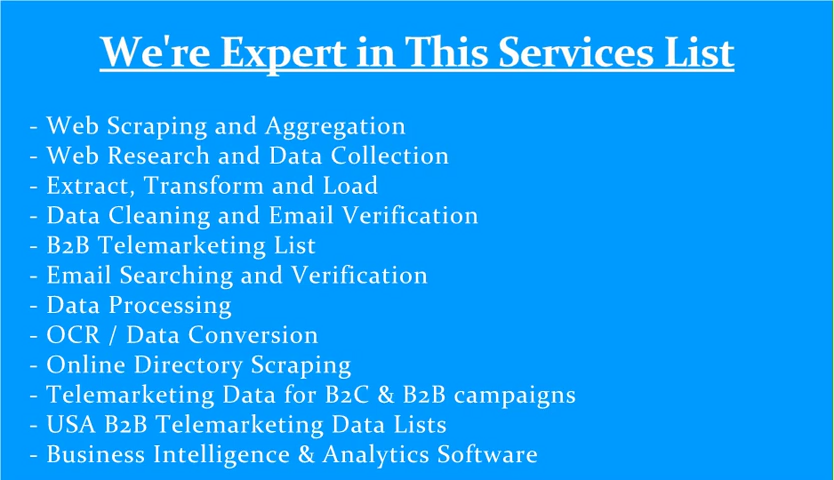 We're Expert in This Services List
- Web Scraping and Aggregation
- Web Research and Data Collection
- Extract, Transform and Load
- Data Cleaning and Email Verification
- B2B Telemarketing List
- Email Searching and Verification
- Data Processing
- OCR / Data Conversion
- Online Directory Scraping
- Telemarketing Data for B2C & B2B campaigns
- USA B2B Telemarketing Data Lists
- Business Intelligence & Analytics Software